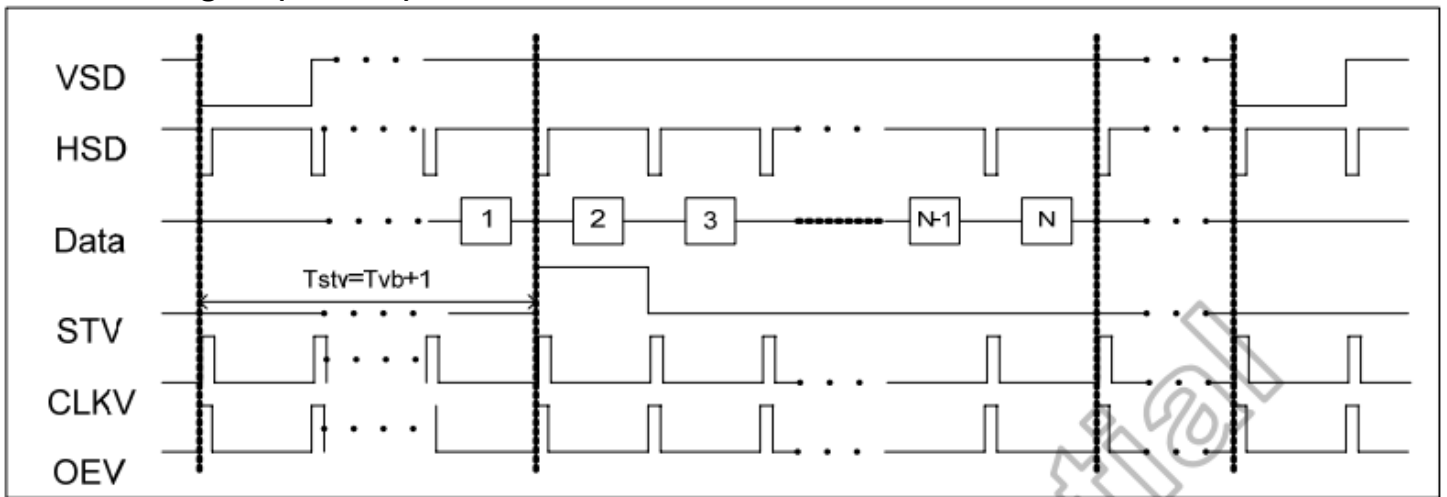 VSD
HSD
Data
1
2
3
N-1
N
Tstv=Tvb+1
STV
CLKV
OEV